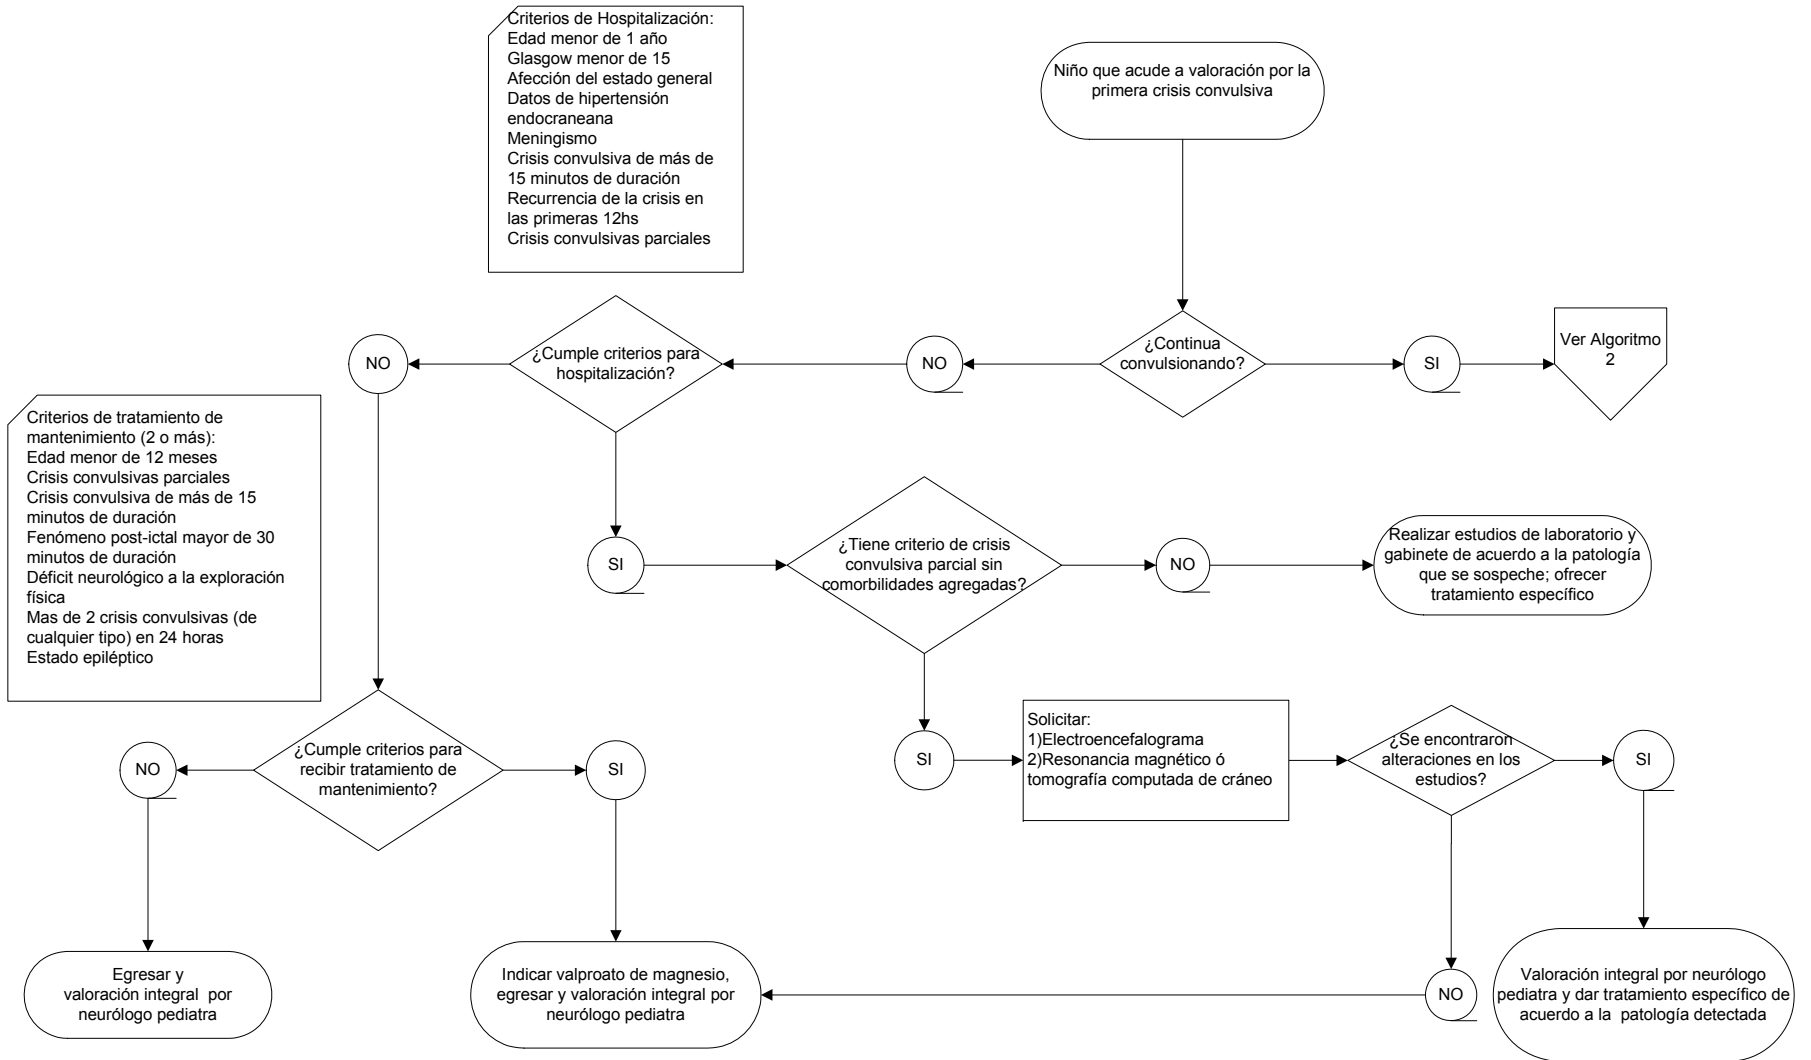 Criterios de Hospitalización:
Edad menor de 1 año
Glasgow menor de 15
Afección del estado general
Datos de hipertensión
endocraneana
Meningismo
Crisis convulsiva de más de
15 minutos de duración
Recurrencia de la crisis en
las primeras 12hs
Crisis convulsivas parciales
Niño que acude a valoración por la
primera crisis convulsiva
NO
¿Cumple criterios para
hospitalización?
NO
¿Continua
convulsionando?
SI
Ver Algoritmo
2
Criterios de tratamiento de
mantenimiento (2 o más):
Edad menor de 12 meses
Crisis convulsivas parciales
Crisis convulsiva de más de 15
minutos de duración
Fenómeno post-ictal mayor de 30
minutos de duración
Déficit neurológico a la exploración
física
Mas de 2 crisis convulsivas (de
cualquier tipo) en 24 horas
Estado epiléptico
SI
¿Tiene criterio de crisis
convulsiva parcial sin
comorbilidades agregadas?
NO
Realizar estudios de laboratorio y
gabinete de acuerdo a la patología
que se sospeche; ofrecer
tratamiento específico
NO
¿Cumple criterios para
recibir tratamiento de
mantenimiento?
SI
SI
Solicitar:
1)Electroencefalograma
2)Resonancia magnético ó
tomografía computada de cráneo
¿Se encontraron
alteraciones en los
estudios?
SI
Egresar y
valoración integral por
neurólogo pediatra
Indicar valproato de magnesio,
egresar y valoración integral por
neurólogo pediatra
NO
Valoración integral por neurólogo
pediatra y dar tratamiento específico de
acuerdo a la patología detectada